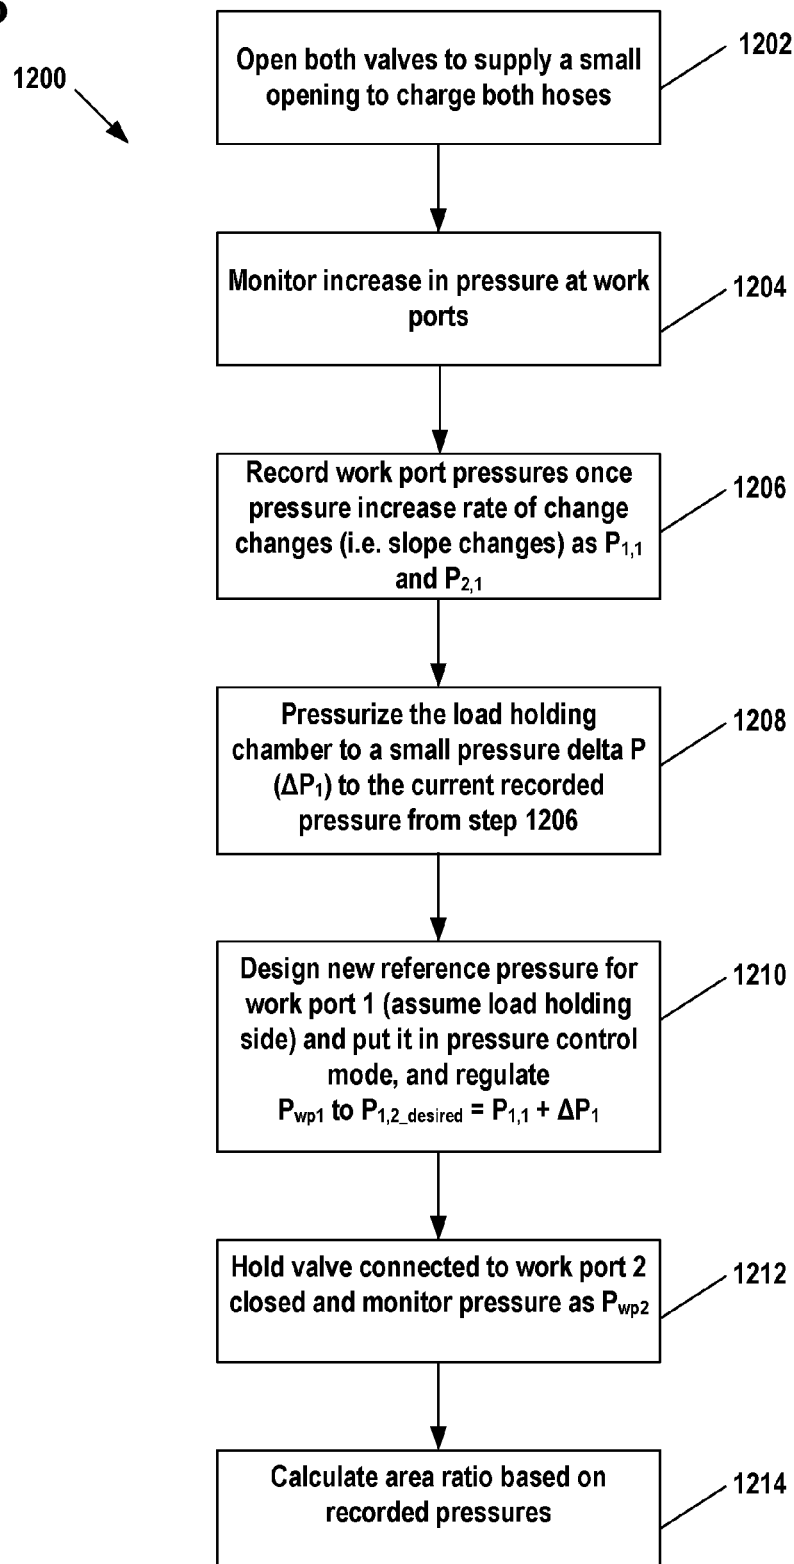 1200
Open both valves to supply a small
opening to charge both hoses
1202
Monitor increase in pressure at work
ports
1204
Record work port pressures once
pressure increase rate of change
changes (i.e. slope changes) as P1,1
and P2,1
1206
Pressurize the load holding
chamber to a small pressure delta P
(ΔP1) to the current recorded
pressure from step 1206
1208
Design new reference pressure for
work port 1 (assume load holding
side) and put it in pressure control
mode, and regulate
Pwp1 to P1,2_desired = P1,1 + ΔP1
1210
Hold valve connected to work port 2
closed and monitor pressure as Pwp2
1212
Calculate area ratio based on
recorded pressures
1214